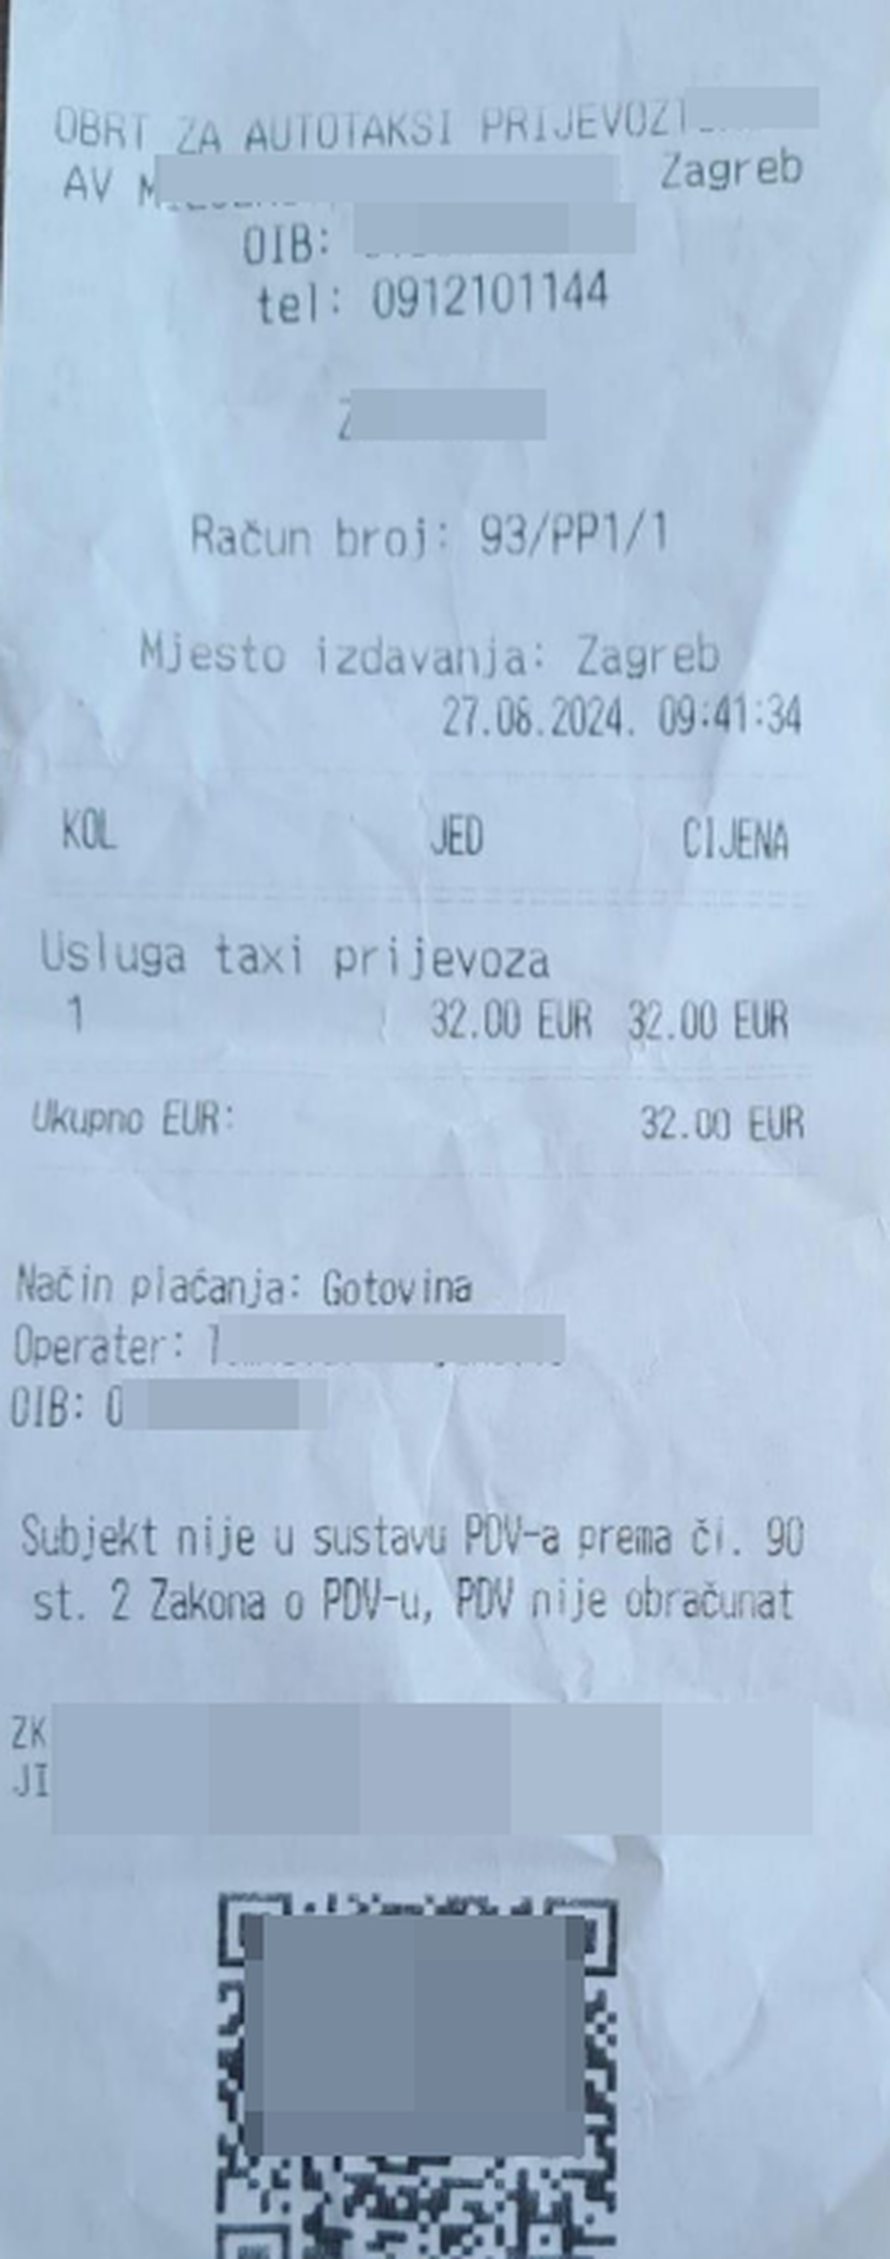 OBRT ZA AUTOTAKSI PRIJEVOZ
AV Zagreb
OIB:
tel: 0912101144
Račun broj: 93/PP1/1
Mjesto izdavanja: Zagreb
27.06.2024. 09:41:34
KOL JED CIJENA
Usluga taxi prijevoza
1 32.00 EUR 32.00 EUR
Ukupno EUR: 32.00 EUR
Način plaćanja: Gotovina
Operater:
OIB: 0
Subjekt nije u sustavu PDV-a prema čl. 90
st. 2 Zakona o PDV-u, PDV nije obračunat
ZK
JI